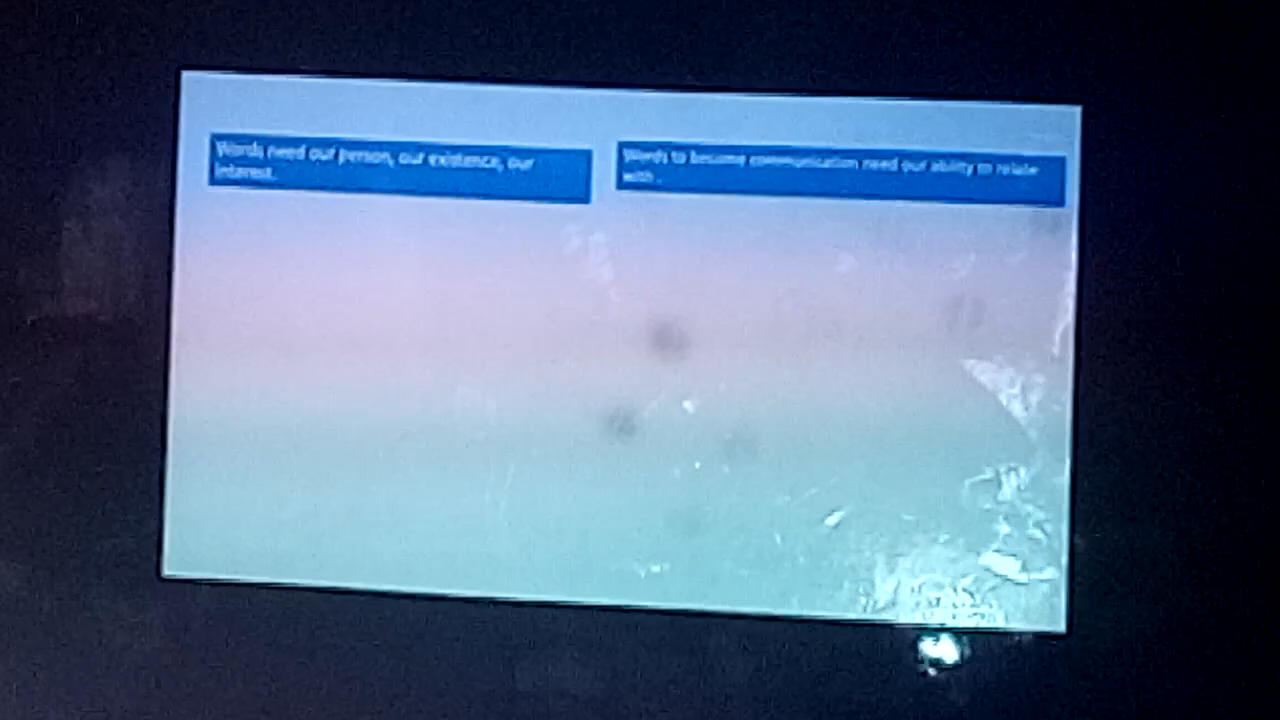 Words need our person, our existence, our
interest.
Words to become communication need our ability to relate
with .